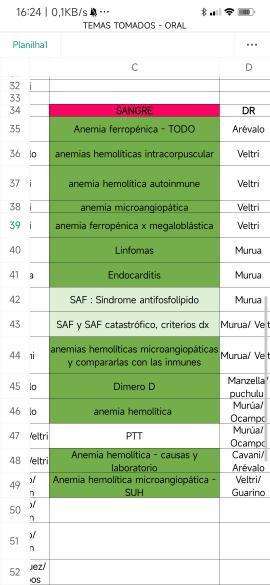 16:24 | 0,1KB/s
TEMAS TOMADOS - ORAL
Planilha1
C D
32
33
34 SANGRE DR
35 Anemia ferropénica - TODO Arévalo
36 lo anemias hemolíticas intracorpuscular Veltri
37 anemia hemolítica autoinmune Veltri
38 anemia microangiopática Veltri
39 anemia ferropénica x megaloblástica Veltri
40 Linfomas Murua
41 a Endocarditis Murua
42 SAF : Síndrome antifosfolipido Murua
43 SAF y SAF catastrófico, criterios dx Murua/ Velt
44 ni anemias hemolíticas microangiopáticas Murua/ Velt
y compararlas con las inmunes
45 lo Dimero D Manzella/
puchulu
46 lo anemia hemolítica Murúa/
Ocampo
47 Veltri PTT Murúa/
Ocampo
48 Veltri Anemia hemolítica - causas y Cavani/
laboratorio Arévalo
49 Anemia hemolítica microangiopática - Veltri/
SUH Guarino
50
51
52 uez/
os